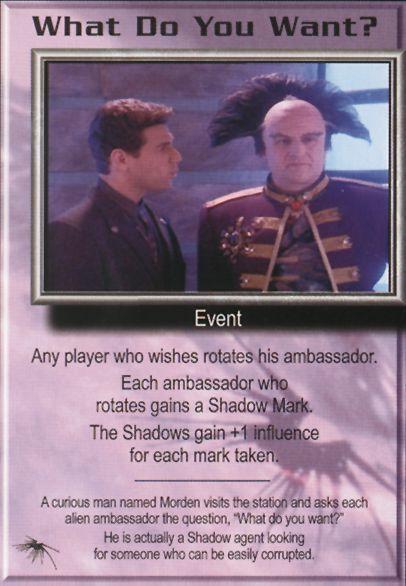 What Do You Want?
Event
Any player who wishes rotates his ambassador.
Each ambassador who
rotates gains a Shadow Mark.
The Shadows gain +1 influence
for each mark taken.
A curious man named Morden visits the station and asks each
alien ambassador the question, "What do you want?"
He is actually a Shadow agent looking
for someone who can be easily corrupted.